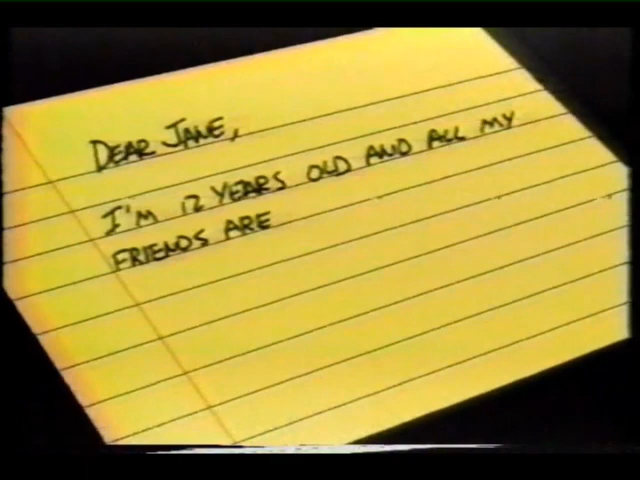 DEAR JANE,
I'M 12 YEARS OLD AND ALL MY
FRIENDS ARE